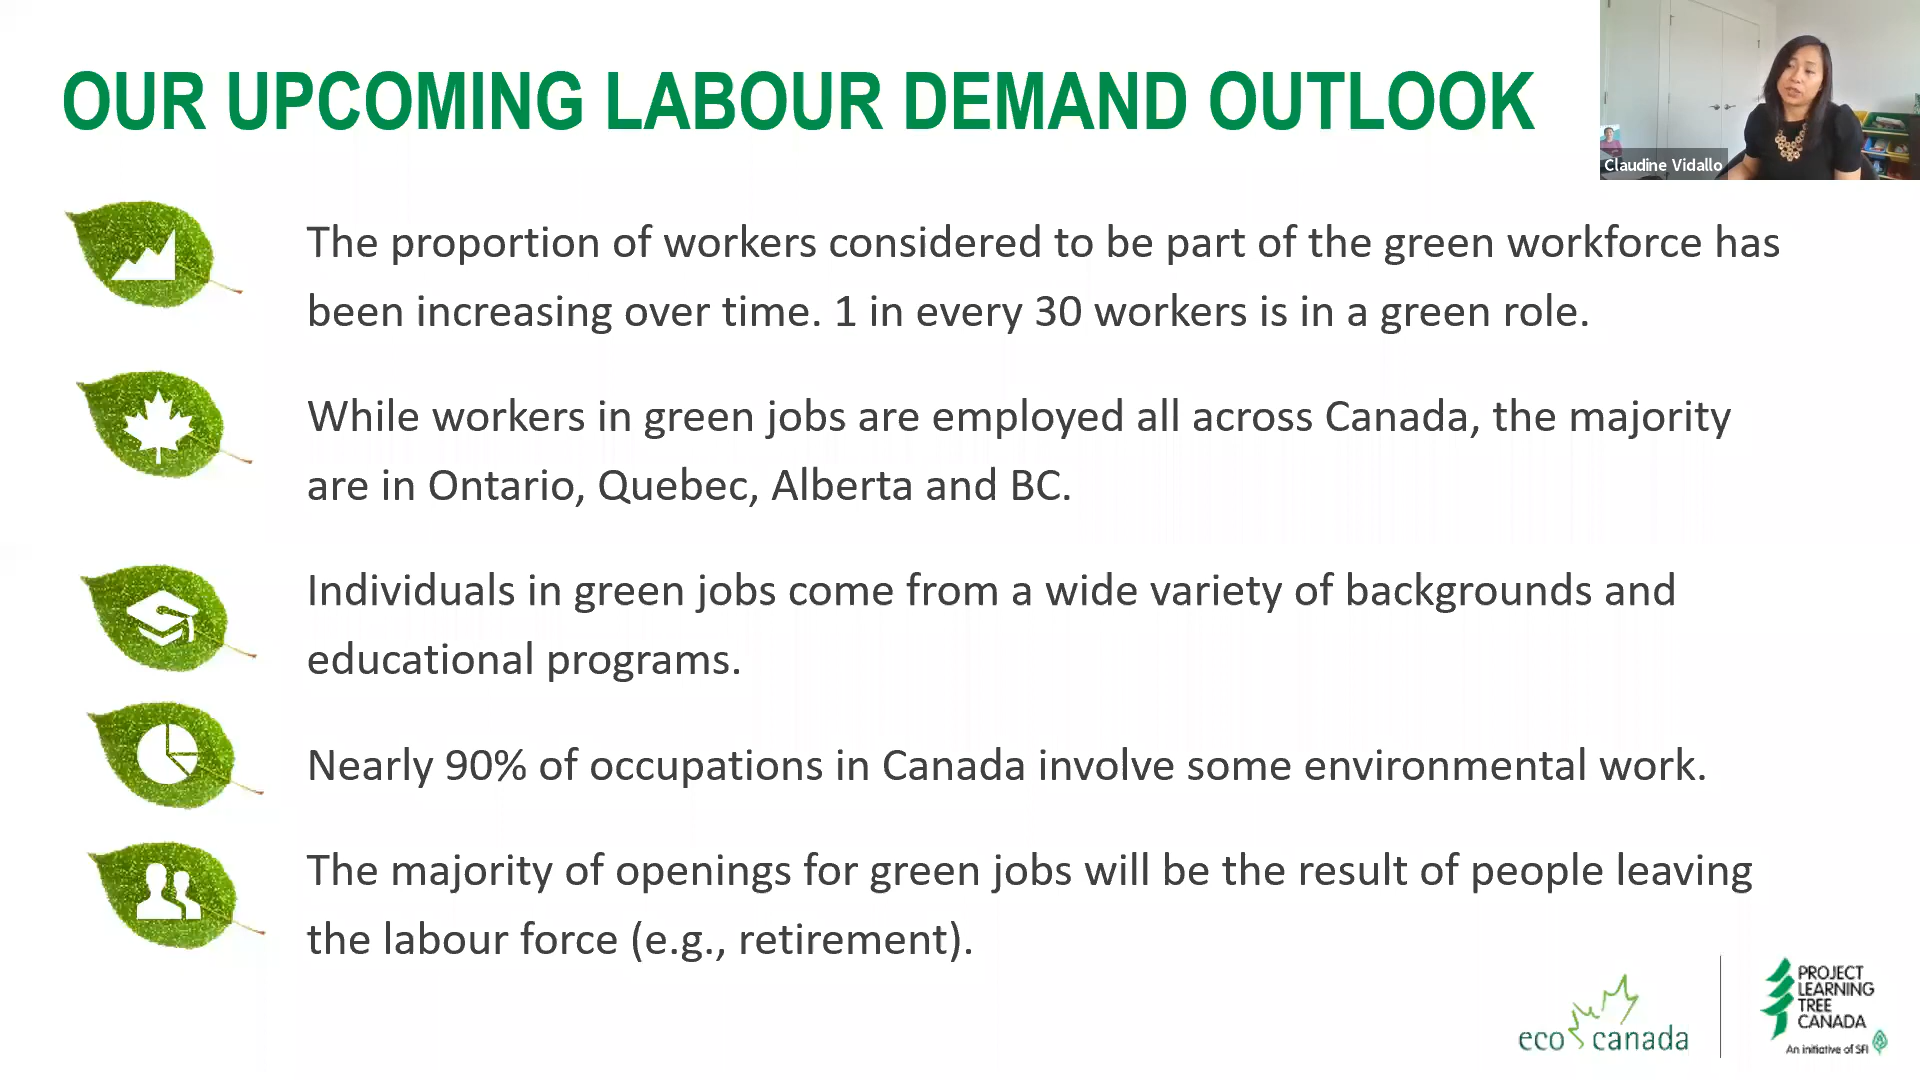 OUR UPCOMING LABOUR DEMAND OUTLOOK
Claudine Vidallo
The proportion of workers considered to be part of the green workforce has
been increasing over time. 1 in every 30 workers is in a green role.
While workers in green jobs are employed all across Canada, the majority
are in Ontario, Quebec, Alberta and BC.
Individuals in green jobs come from a wide variety of backgrounds and
educational programs.
Nearly 90% of occupations in Canada involve some environmental work.
The majority of openings for green jobs will be the result of people leaving
the labour force (e.g., retirement).
eco canada
PROJECT
LEARNING
TREE
CANADA
An initiative of SFI